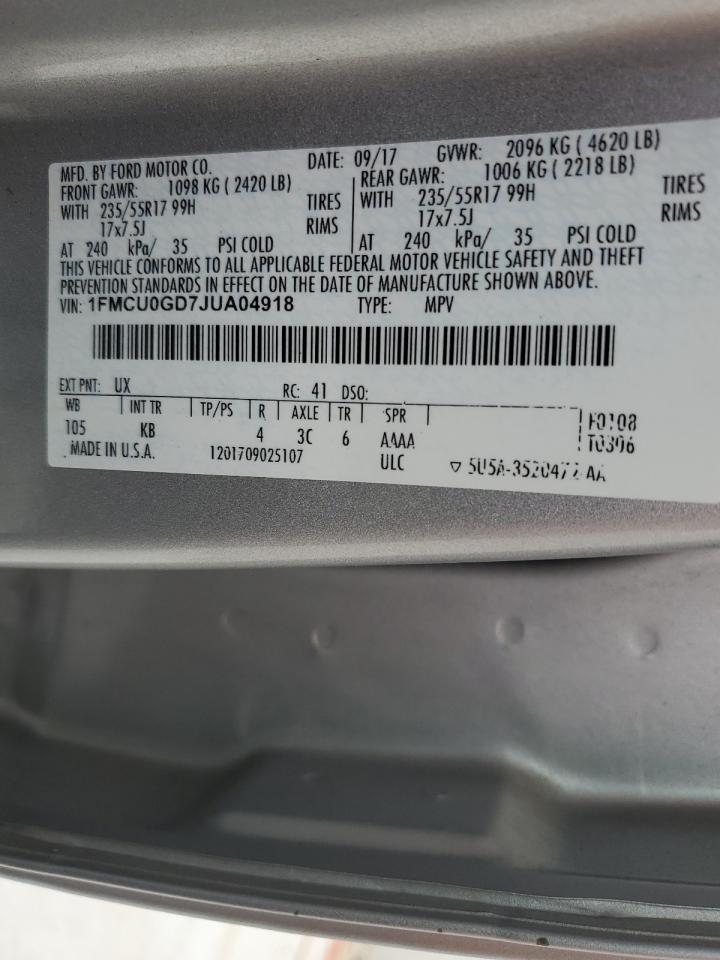 MFD. BY FORD MOTOR CO. DATE: 09/17 GVWR: 2096 KG ( 4620 LB)
FRONT GAWR: 1098 KG ( 2420 LB) REAR GAWR: 1006 KG ( 2218 LB)
WITH 235/55R17 99H TIRES WITH 235/55R17 99H TIRES
17x7.5J RIMS 17x7.5J RIMS
AT 240 kPa/ 35 PSI COLD AT 240 kPa/ 35 PSI COLD
THIS VEHICLE CONFORMS TO ALL APPLICABLE FEDERAL MOTOR VEHICLE SAFETY AND THEFT
PREVENTION STANDARDS IN EFFECT ON THE DATE OF MANUFACTURE SHOWN ABOVE.
VIN: 1FMCU0GD7JUA04918 TYPE: MPV
EXT PNT: UX RC: 41 DSO:
WB INT TR TP/PS R AXLE TR SPR F0108
105 KB 4 3C 6 AAAA T0306
MADE IN U.S.A. 1201709025107 ULC 5U5A-3520472-AA